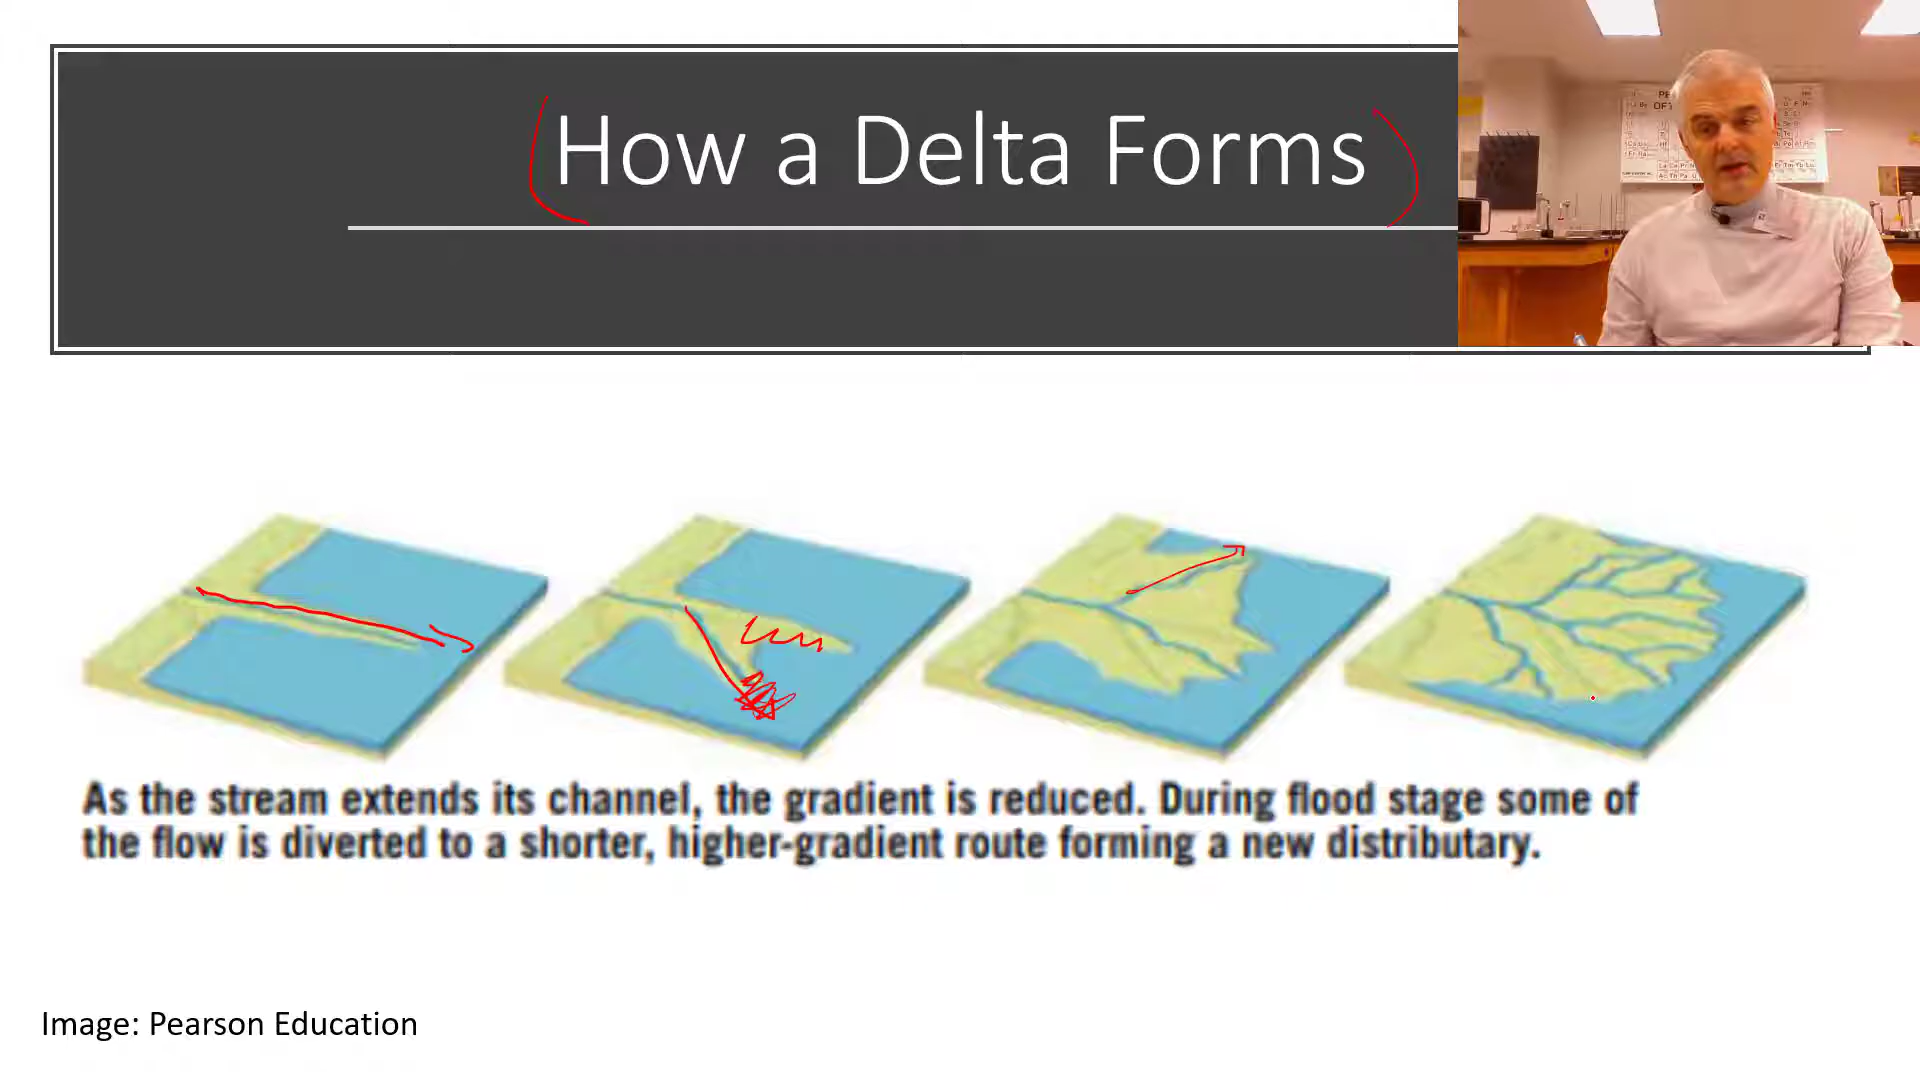 How a Delta Forms
As the stream extends its channel, the gradient is reduced. During flood stage some of
the flow is diverted to a shorter, higher-gradient route forming a new distributary.
Image: Pearson Education